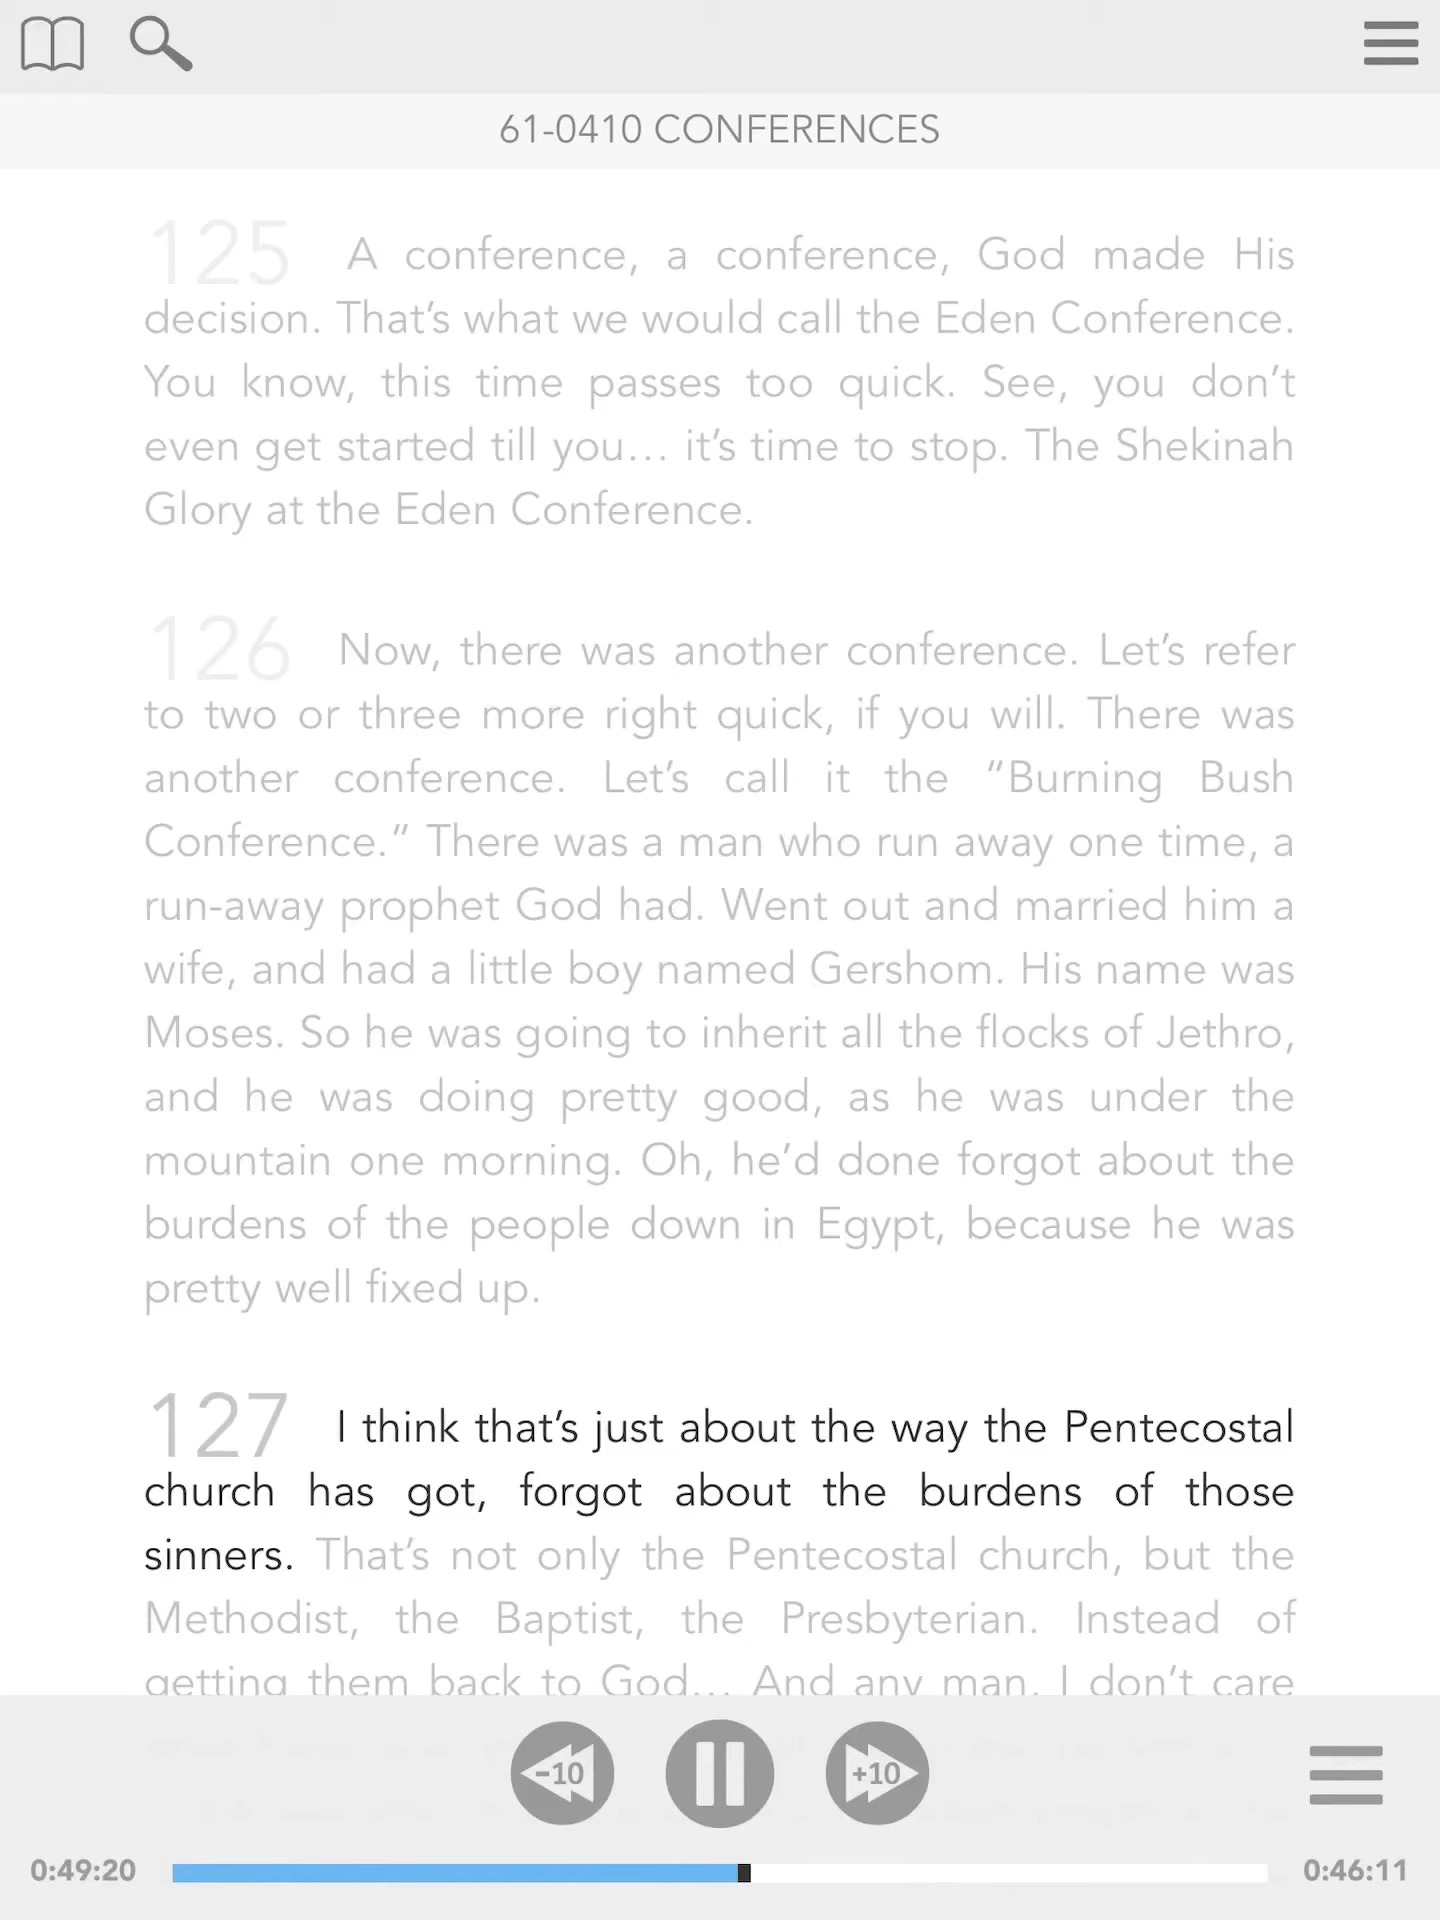 61-0410 CONFERENCES
125 A conference, a conference, God made His
decision. That’s what we would call the Eden Conference.
You know, this time passes too quick. See, you don’t
even get started till you… it’s time to stop. The Shekinah
Glory at the Eden Conference.
126 Now, there was another conference. Let’s refer
to two or three more right quick, if you will. There was
another conference. Let’s call it the “Burning Bush
Conference.” There was a man who run away one time, a
run-away prophet God had. Went out and married him a
wife, and had a little boy named Gershom. His name was
Moses. So he was going to inherit all the flocks of Jethro,
and he was doing pretty good, as he was under the
mountain one morning. Oh, he’d done forgot about the
burdens of the people down in Egypt, because he was
pretty well fixed up.
127 I think that’s just about the way the Pentecostal
church has got, forgot about the burdens of those
sinners. That’s not only the Pentecostal church, but the
Methodist, the Baptist, the Presbyterian. Instead of
getting them back to God… And any man, I don’t care
-10 +10
0:49:20 0:46:11